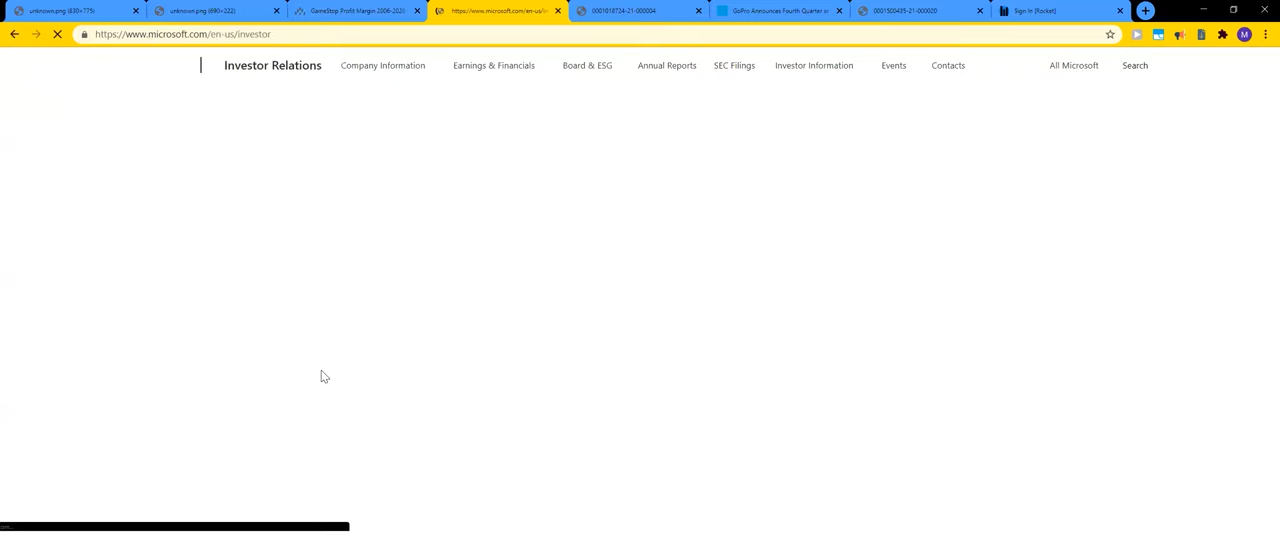 unknown.png (830×775)
unknown.png (690×222)
GameStop Profit Margin 2006-202
https://www.microsoft.com/en-us/in
0001018724-21-000004
GoPro Announces Fourth Quarter
0001500435-21-000020
Sign In [Rocket]
https://www.microsoft.com/en-us/investor
M
Investor Relations
Company Information
Earnings & Financials
Board & ESG
Annual Reports
SEC Filings
Investor Information
Events
Contacts
All Microsoft
Search